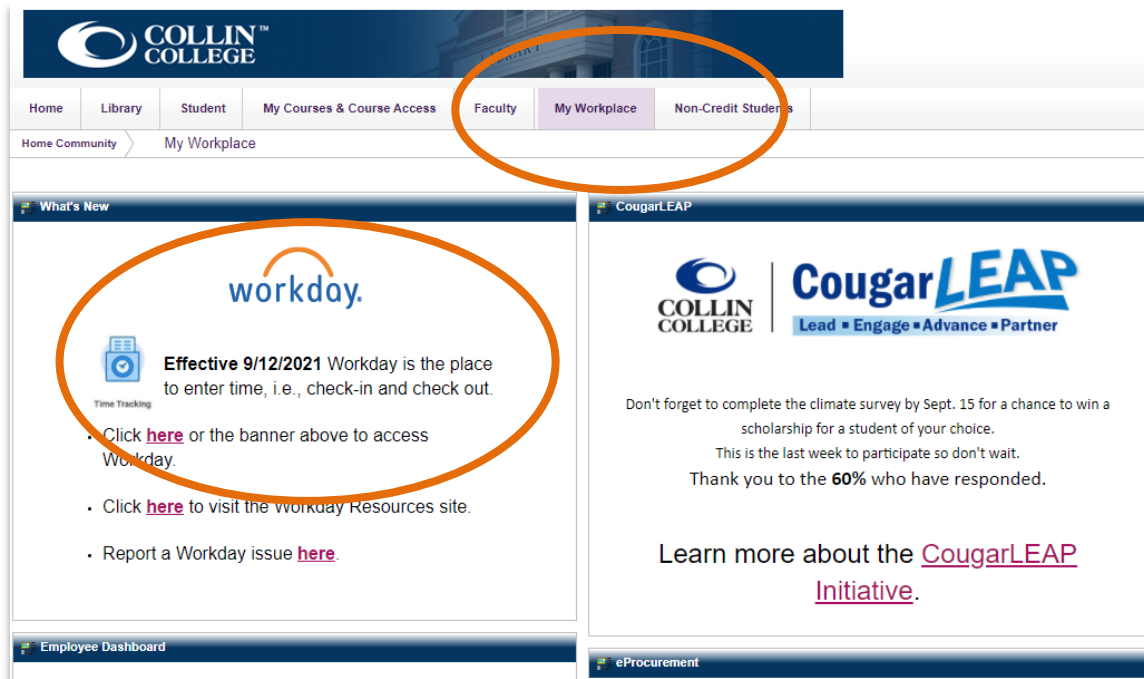 COLLIN™
COLLEGE
LIBRARY
Home
Library
Student
My Courses & Course Access
Faculty
My Workplace
Non-Credit Students
Home Community
My Workplace
What's New
workday.
Time Tracking
Effective 9/12/2021 Workday is the place
to enter time, i.e., check-in and check out.
• Click here or the banner above to access
Workday.
• Click here to visit the Workday Resources site.
• Report a Workday issue here.
Employee Dashboard
CougarLEAP
COLLIN
COLLEGE
CougarLEAP
Lead ▪ Engage ▪ Advance ▪ Partner
Don't forget to complete the climate survey by Sept. 15 for a chance to win a
scholarship for a student of your choice.
This is the last week to participate so don't wait.
Thank you to the 60% who have responded.
Learn more about the CougarLEAP
Initiative.
eProcurement